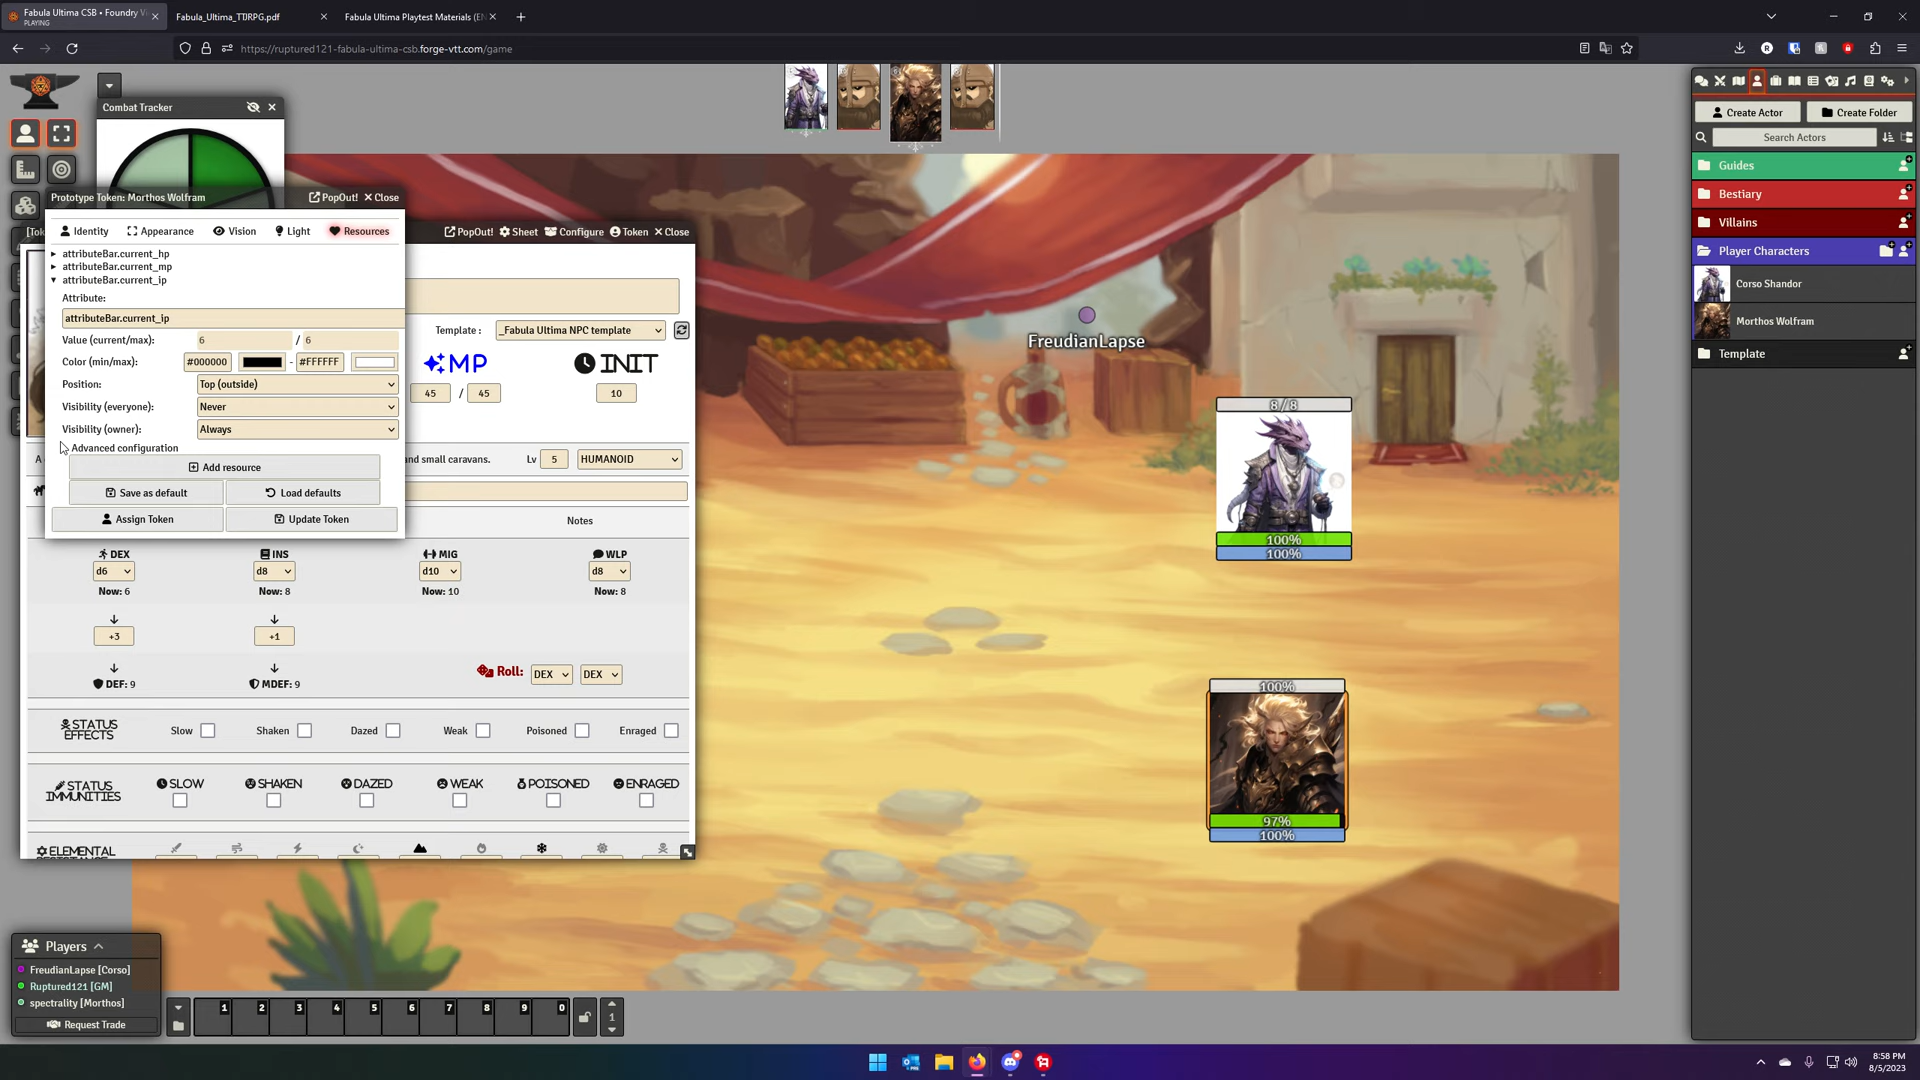 Fabula Ultima CSB • Foundry Vi
PLAYING
Fabula_Ultima_TTJRPG.pdf
Fabula Ultima Playtest Materials (EN
https://ruptured121-fabula-ultima-csb.forge-vtt.com/game
Combat Tracker
Prototype Token: Morthos Wolfram
PopOut!
Close
Identity
Appearance
Vision
Light
Resources
attributeBar.current_hp
attributeBar.current_mp
attributeBar.current_ip
Attribute:
attributeBar.current_ip
Value (current/max):
6 / 6
Color (min/max):
#000000 - #FFFFFF
Position:
Top (outside)
Visibility (everyone):
Never
Visibility (owner):
Always
Advanced configuration
Add resource
Save as default
Load defaults
Assign Token
Update Token
[Tok
PopOut!
Sheet
Configure
Token
Close
Template :
_Fabula Ultima NPC template
MP
INIT
45 / 45
10
and small caravans.
Lv
5
HUMANOID
Notes
DEX
INS
MIG
WLP
d6
d8
d10
d8
Now: 6
Now: 8
Now: 10
Now: 8
+3
+1
DEF: 9
MDEF: 9
Roll:
DEX
DEX
STATUS EFFECTS
Slow
Shaken
Dazed
Weak
Poisoned
Enraged
STATUS IMMUNITIES
SLOW
SHAKEN
DAZED
WEAK
POISONED
ENRAGED
ELEMENTAL
FreudianLapse
8/8
100%
100%
100%
97%
100%
Create Actor
Create Folder
Search Actors
Guides
Bestiary
Villains
Player Characters
Corso Shandor
Morthos Wolfram
Template
Players
FreudianLapse [Corso]
Ruptured121 [GM]
spectrality [Morthos]
Request Trade
1 2 3 4 5 6 7 8 9 0
1
8:58 PM
8/5/2023